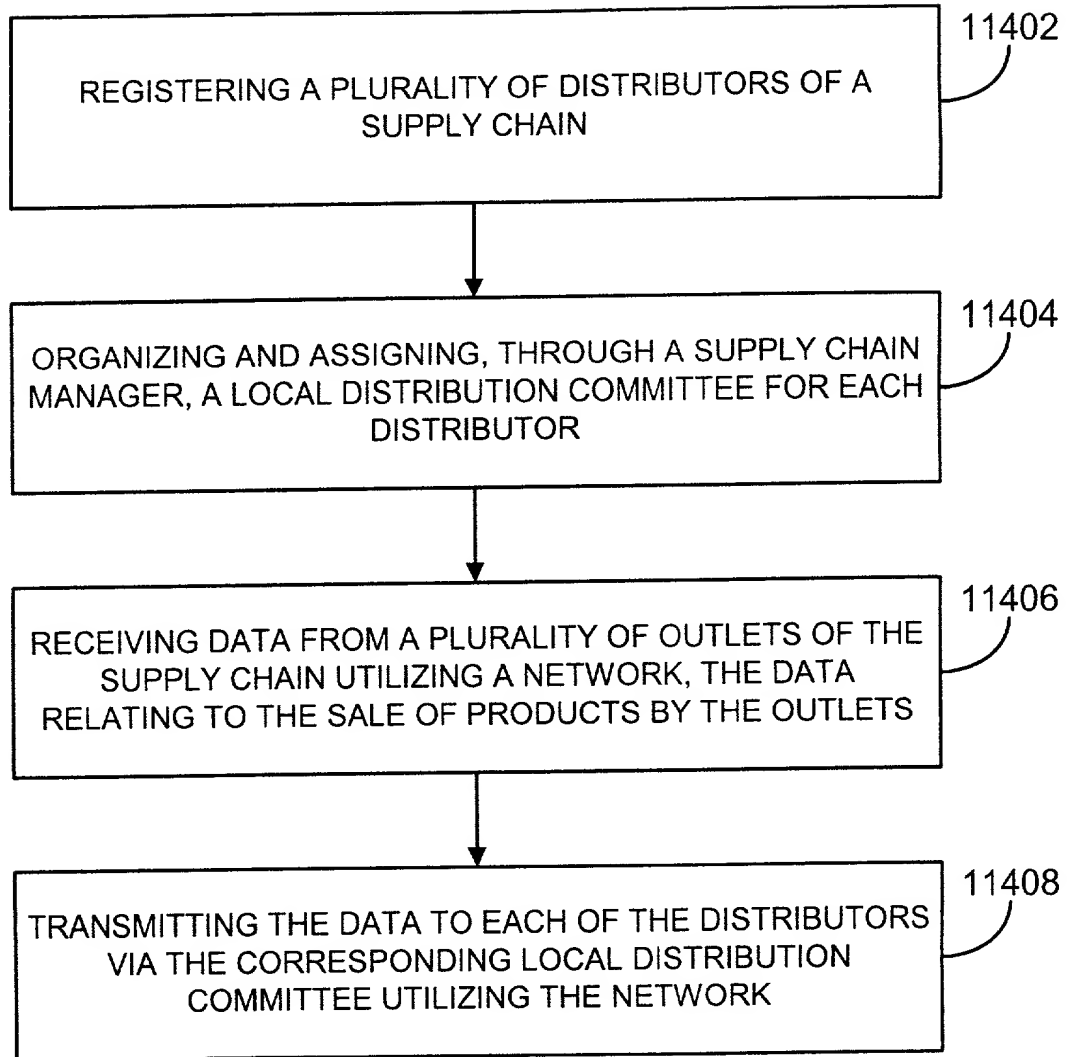 11402
REGISTERING A PLURALITY OF DISTRIBUTORS OF A
SUPPLY CHAIN
11404
ORGANIZING AND ASSIGNING, THROUGH A SUPPLY CHAIN
MANAGER, A LOCAL DISTRIBUTION COMMITTEE FOR EACH
DISTRIBUTOR
11406
RECEIVING DATA FROM A PLURALITY OF OUTLETS OF THE
SUPPLY CHAIN UTILIZING A NETWORK, THE DATA
RELATING TO THE SALE OF PRODUCTS BY THE OUTLETS
11408
TRANSMITTING THE DATA TO EACH OF THE DISTRIBUTORS
VIA THE CORRESPONDING LOCAL DISTRIBUTION
COMMITTEE UTILIZING THE NETWORK